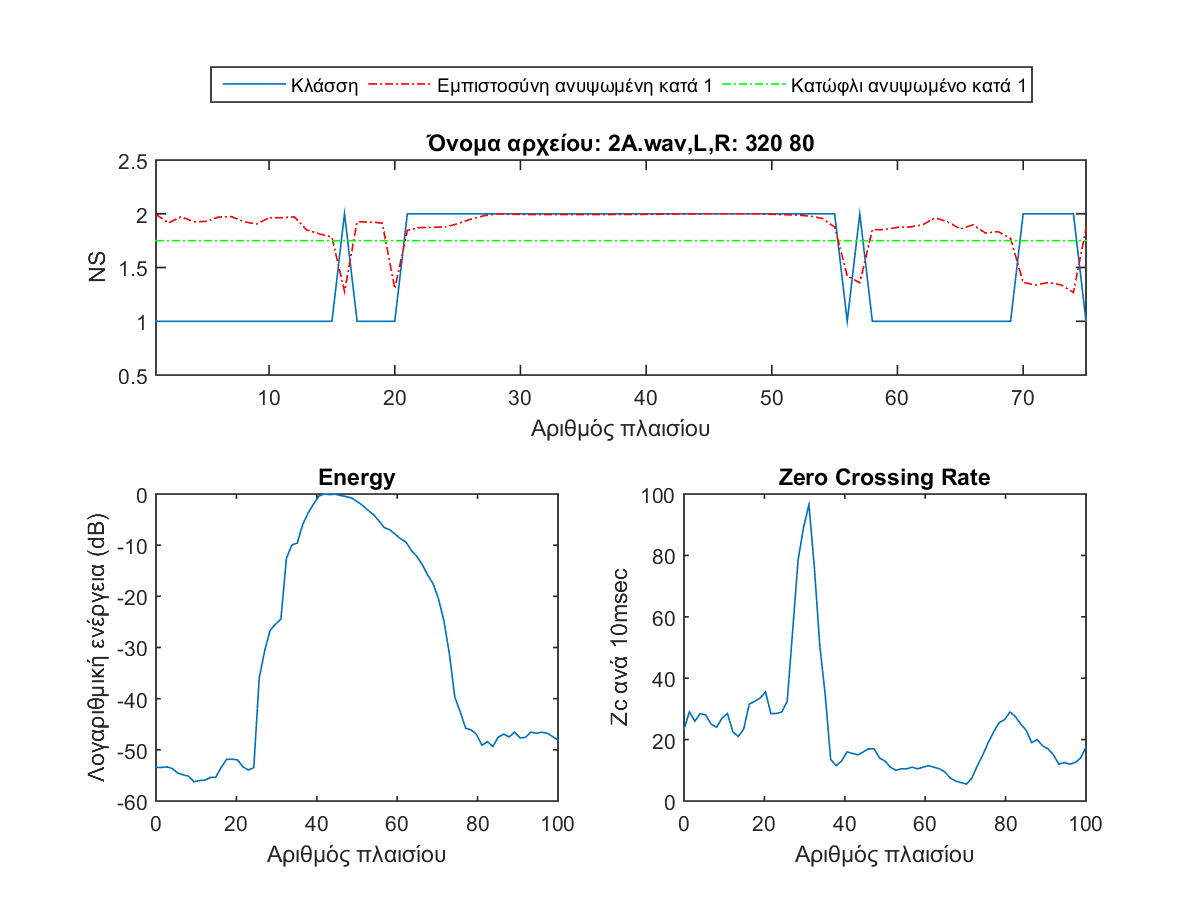 Κλάσση Εμπιστοσύνη ανυψωμένη κατά 1 Κατώφλι ανυψωμένο κατά 1
Όνομα αρχείου: 2A.wav,L,R: 320 80
2.5
2
1.5
1
0.5
NS
10 20 30 40 50 60 70
Αριθμός πλαισίου
Energy
0
-10
-20
-30
-40
-50
-60
Λογαριθμική ενέργεια (dB)
0 20 40 60 80 100
Αριθμός πλαισίου
Zero Crossing Rate
100
80
60
40
20
0
Zc ανά 10msec
0 20 40 60 80 100
Αριθμός πλαισίου